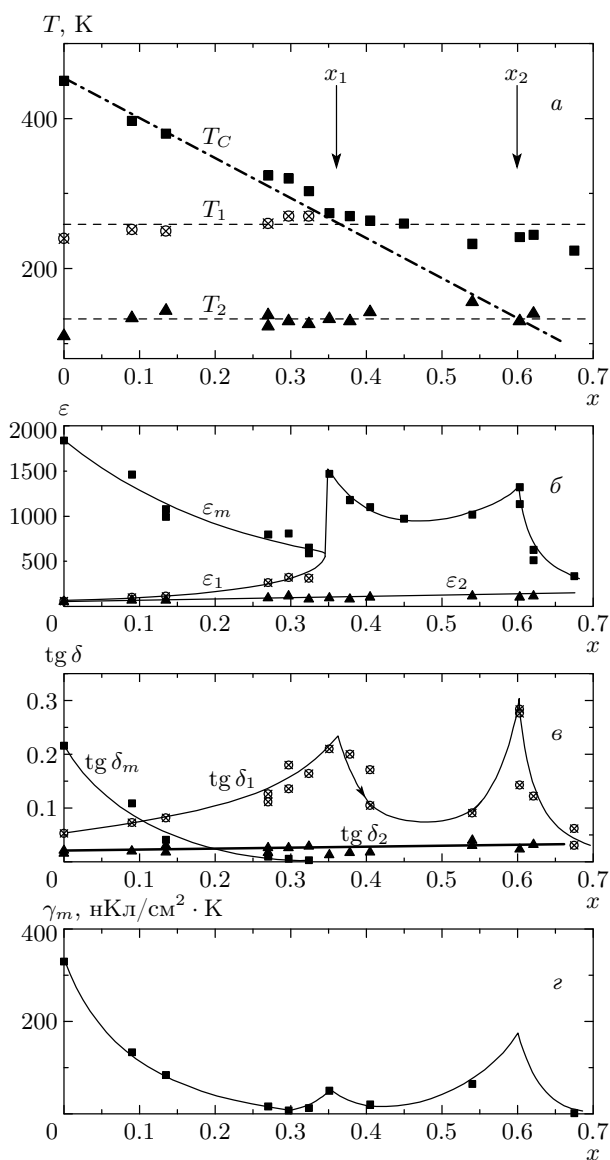 T, K
x₁
x₂
а
400
T_C
T₁
200
T₂
0 0.1 0.2 0.3 0.4 0.5 0.6 0.7
x
ε
2000
б
1500
ε_m
1000
500
ε₁
ε₂
0 0.1 0.2 0.3 0.4 0.5 0.6 0.7
x
tg δ
0.3
в
tg δ_m
0.2
tg δ₁
0.1
tg δ₂
0 0.1 0.2 0.3 0.4 0.5 0.6 0.7
x
γ_m, нКл/см² · К
400
г
200
0 0.1 0.2 0.3 0.4 0.5 0.6 0.7
x